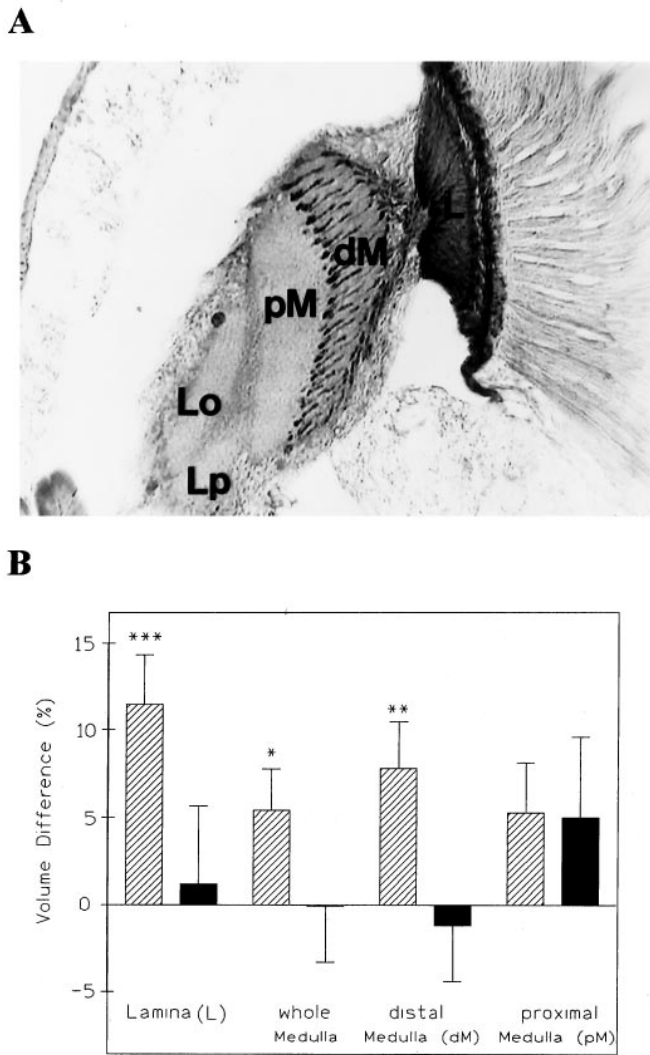 A
L
dM
pM
Lo
Lp
B
Volume Difference (%)
15
10
5
0
-5
***
*
**
Lamina (L)
whole
Medulla
distal
Medulla (dM)
proximal
Medulla (pM)